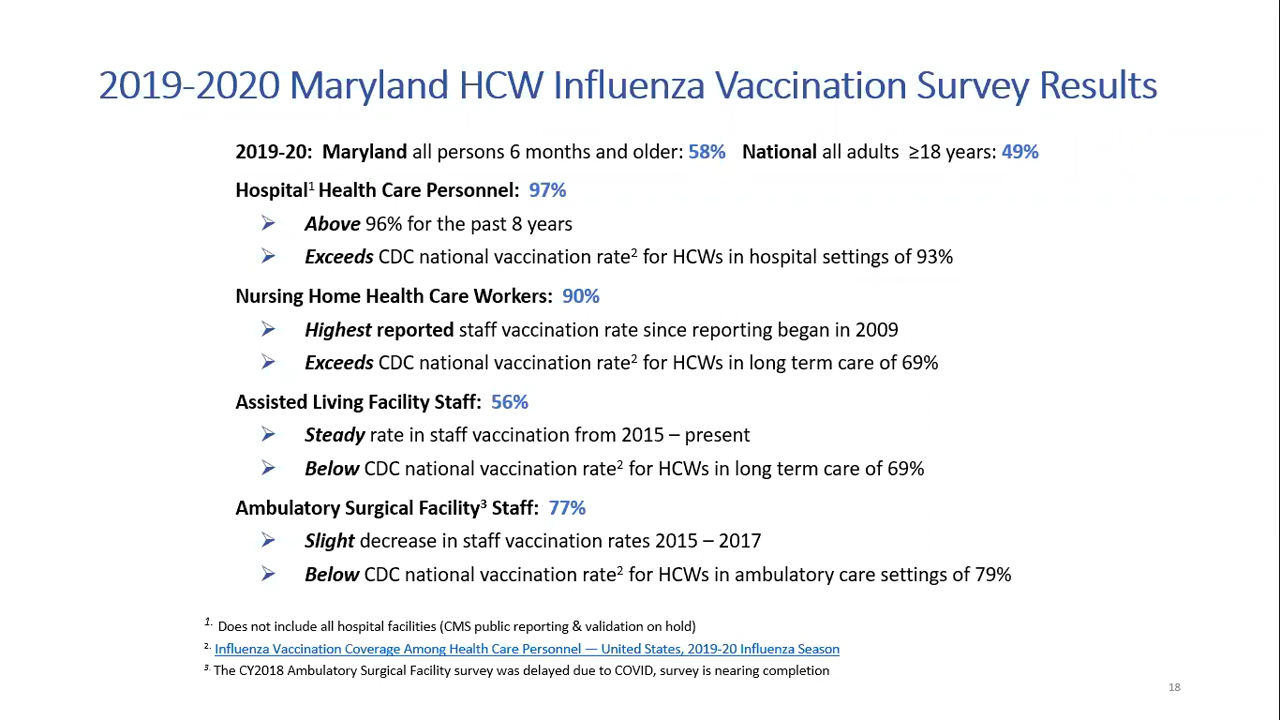 2019-2020 Maryland HCW Influenza Vaccination Survey Results
2019-20: Maryland all persons 6 months and older: 58% National all adults ≥18 years: 49%
Hospital¹ Health Care Personnel: 97%
➢ Above 96% for the past 8 years
➢ Exceeds CDC national vaccination rate² for HCWs in hospital settings of 93%
Nursing Home Health Care Workers: 90%
➢ Highest reported staff vaccination rate since reporting began in 2009
➢ Exceeds CDC national vaccination rate² for HCWs in long term care of 69%
Assisted Living Facility Staff: 56%
➢ Steady rate in staff vaccination from 2015 – present
➢ Below CDC national vaccination rate² for HCWs in long term care of 69%
Ambulatory Surgical Facility³ Staff: 77%
➢ Slight decrease in staff vaccination rates 2015 – 2017
➢ Below CDC national vaccination rate² for HCWs in ambulatory care settings of 79%
1. Does not include all hospital facilities (CMS public reporting & validation on hold)
2. Influenza Vaccination Coverage Among Health Care Personnel — United States, 2019-20 Influenza Season
3. The CY2018 Ambulatory Surgical Facility survey was delayed due to COVID, survey is nearing completion
18